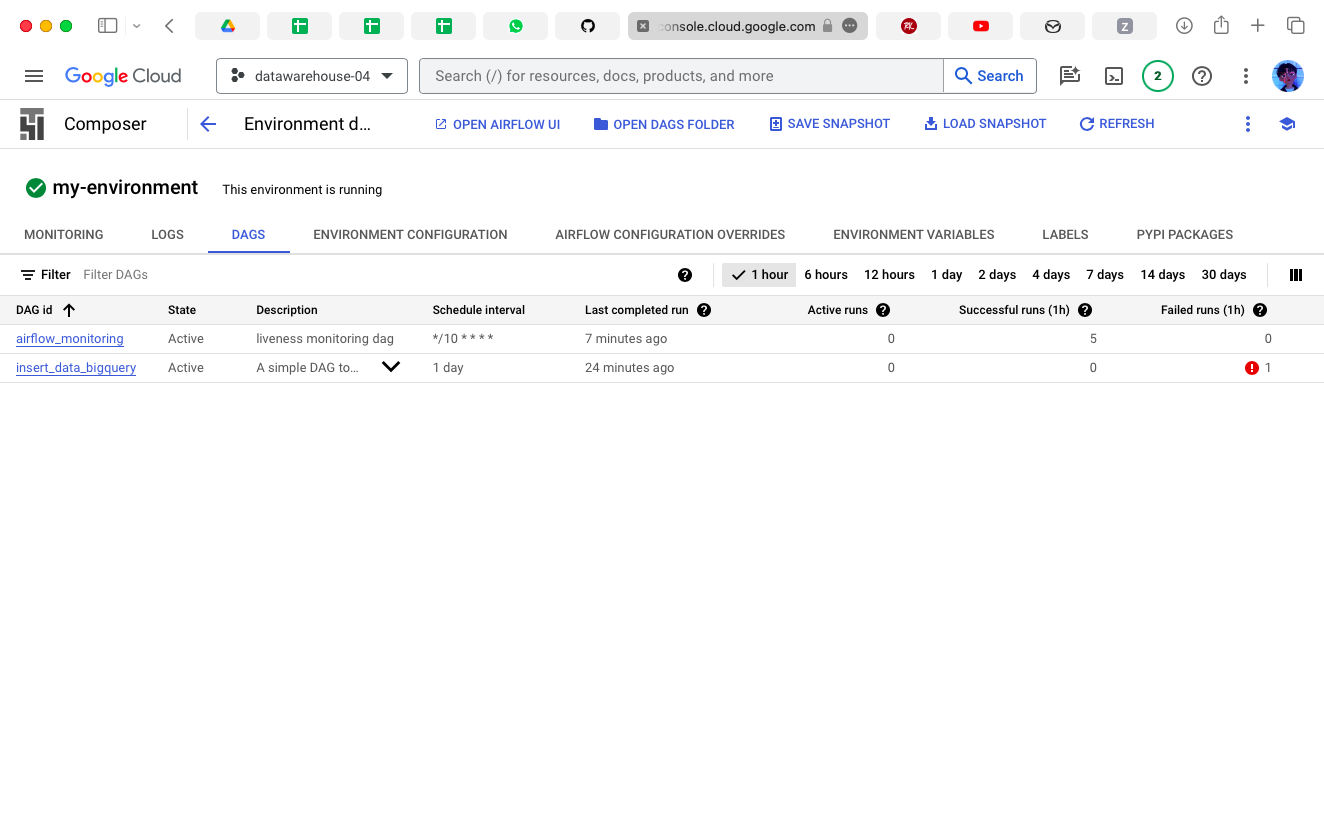 console.cloud.google.com
Z
Google Cloud
datawarehouse-04
Search (/) for resources, docs, products, and more
Search
2
Composer
Environment d...
OPEN AIRFLOW UI
OPEN DAGS FOLDER
SAVE SNAPSHOT
LOAD SNAPSHOT
REFRESH
my-environment
This environment is running
MONITORING
LOGS
DAGS
ENVIRONMENT CONFIGURATION
AIRFLOW CONFIGURATION OVERRIDES
ENVIRONMENT VARIABLES
LABELS
PYPI PACKAGES
Filter
Filter DAGs
1 hour
6 hours
12 hours
1 day
2 days
4 days
7 days
14 days
30 days
DAG id State Description Schedule interval Last completed run Active runs Successful runs (1h) Failed runs (1h)
airflow_monitoring Active liveness monitoring dag */10 * * * * 7 minutes ago 0 5 0
insert_data_bigquery Active A simple DAG to... 1 day 24 minutes ago 0 0 1